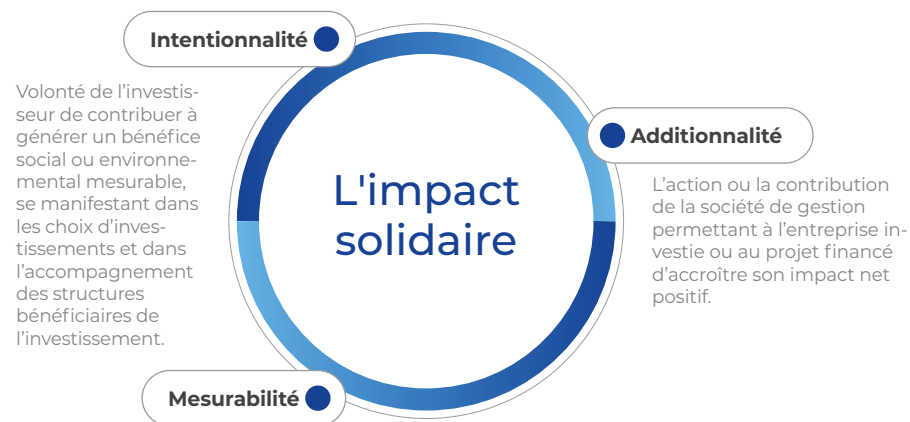 Intentionnalité
Volonté de l’investis-
seur de contribuer à
générer un bénéfice
social ou environne-
mental mesurable,
se manifestant dans
les choix d’inves-
tissements et dans
l’accompagnement
des structures
bénéficiaires de
l’investissement.
L'impact
solidaire
Additionnalité
L’action ou la contribution
de la société de gestion
permettant à l’entreprise in-
vestie ou au projet financé
d’accroître son impact net
positif.
Mesurabilité